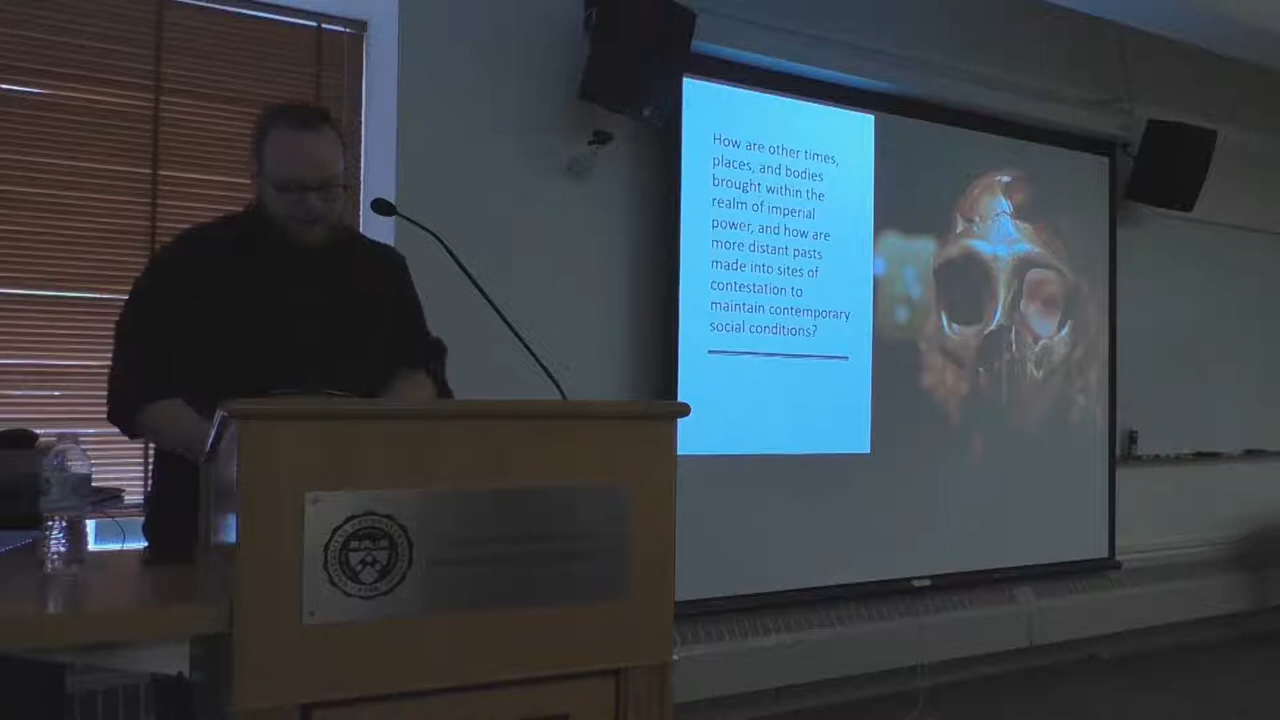 How are other times,
places, and bodies
brought within the
realm of imperial
power, and how are
more distant pasts
made into sites of
contestation to
maintain contemporary
social conditions?